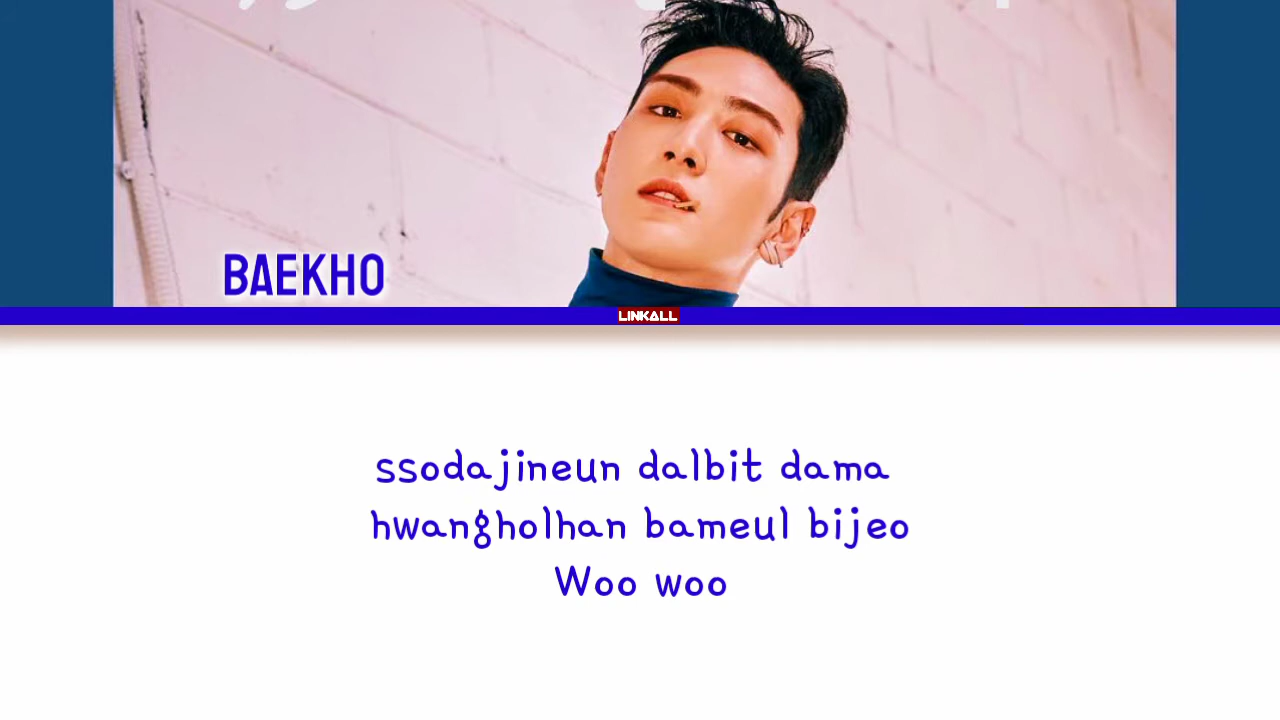 BAEKHO
LINKALL
ssodajineun dalbit dama
hwangholhan bameul bijeo
Woo woo